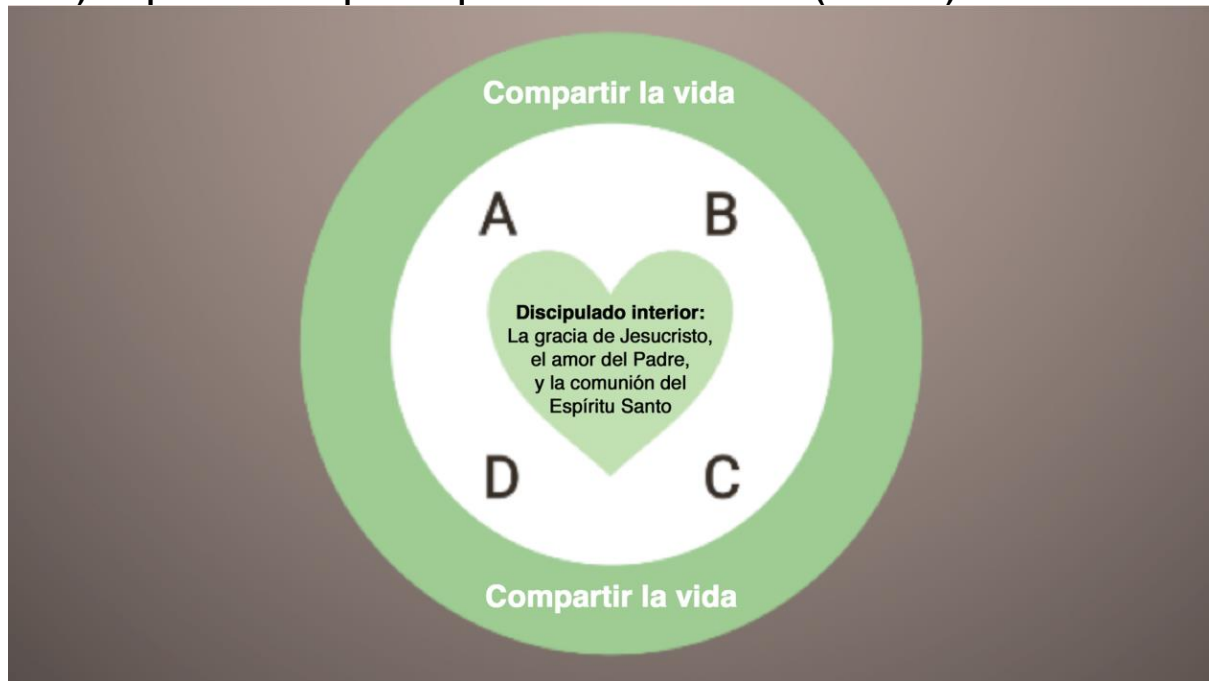 Compartir la vida
A B
Discipulado interior:
La gracia de Jesucristo,
el amor del Padre,
y la comunión del
Espíritu Santo
D C
Compartir la vida